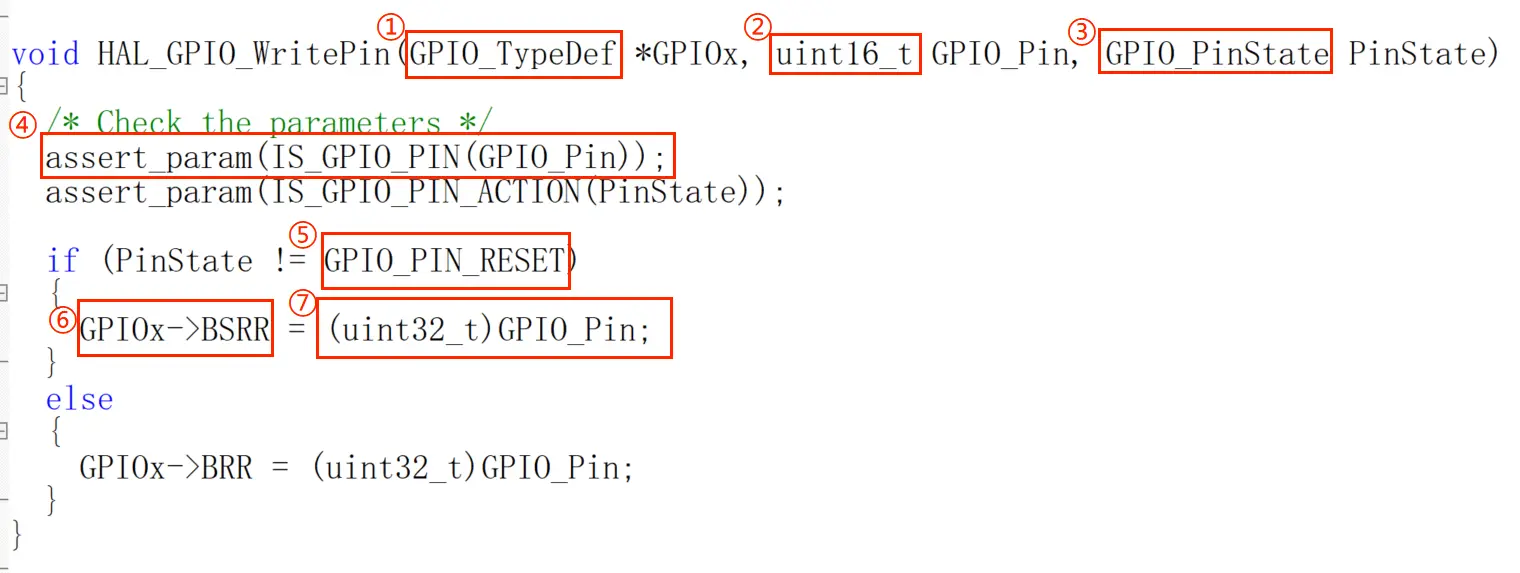 ① ② ③
void HAL_GPIO_WritePin(GPIO_TypeDef *GPIOx, uint16_t GPIO_Pin, GPIO_PinState PinState)
{
④ /* Check the parameters */
assert_param(IS_GPIO_PIN(GPIO_Pin));
assert_param(IS_GPIO_PIN_ACTION(PinState));
⑤
if (PinState != GPIO_PIN_RESET)
{
⑥ ⑦
GPIOx->BSRR = (uint32_t)GPIO_Pin;
}
else
{
GPIOx->BRR = (uint32_t)GPIO_Pin;
}
}